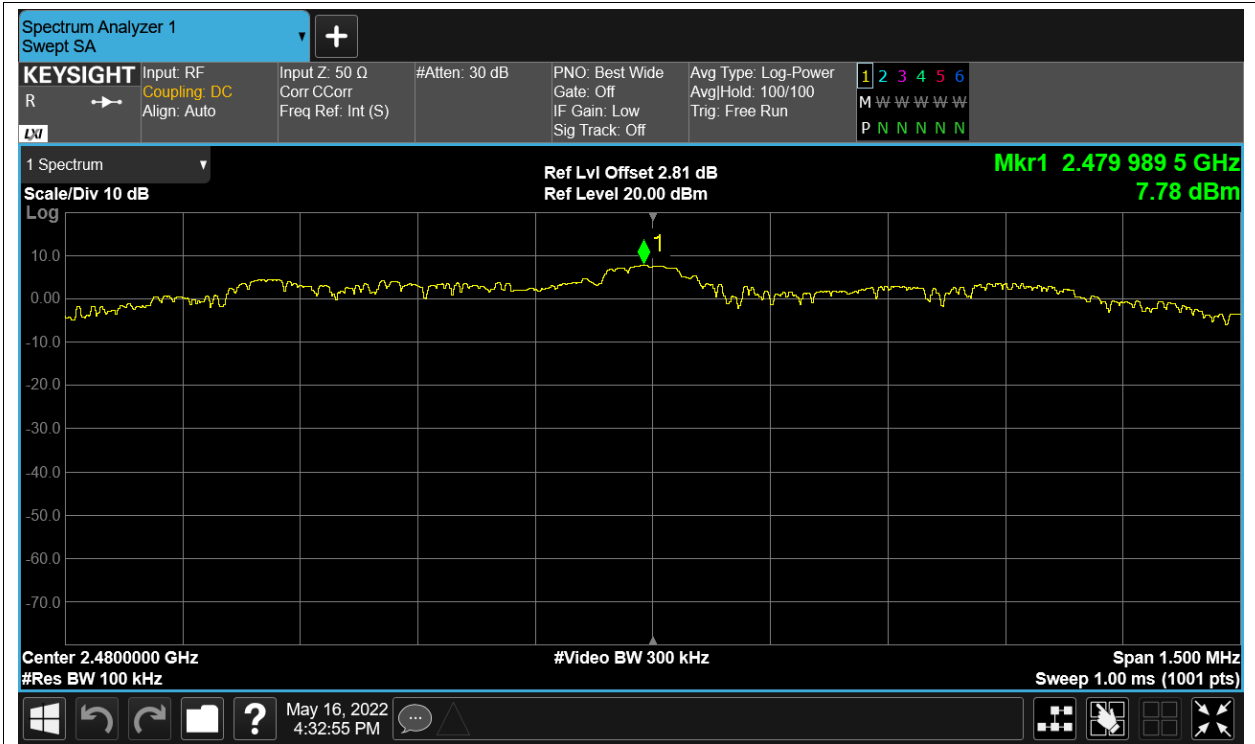 Spectrum Analyzer 1
Swept SA
KEYSIGHT
R
LXI
Input: RF
Coupling: DC
Align: Auto
Input Z: 50 Ω
Corr CCorr
Freq Ref: Int (S)
#Atten: 30 dB
PNO: Best Wide
Gate: Off
IF Gain: Low
Sig Track: Off
Avg Type: Log-Power
Avg|Hold: 100/100
Trig: Free Run
1 2 3 4 5 6
M W W W W W
P N N N N N
1 Spectrum
Scale/Div 10 dB
Log
Ref Lvl Offset 2.81 dB
Ref Level 20.00 dBm
Mkr1 2.479 989 5 GHz
7.78 dBm
1
10.0
0.00
-10.0
-20.0
-30.0
-40.0
-50.0
-60.0
-70.0
Center 2.4800000 GHz
#Res BW 100 kHz
#Video BW 300 kHz
Span 1.500 MHz
Sweep 1.00 ms (1001 pts)
?
May 16, 2022
4:32:55 PM